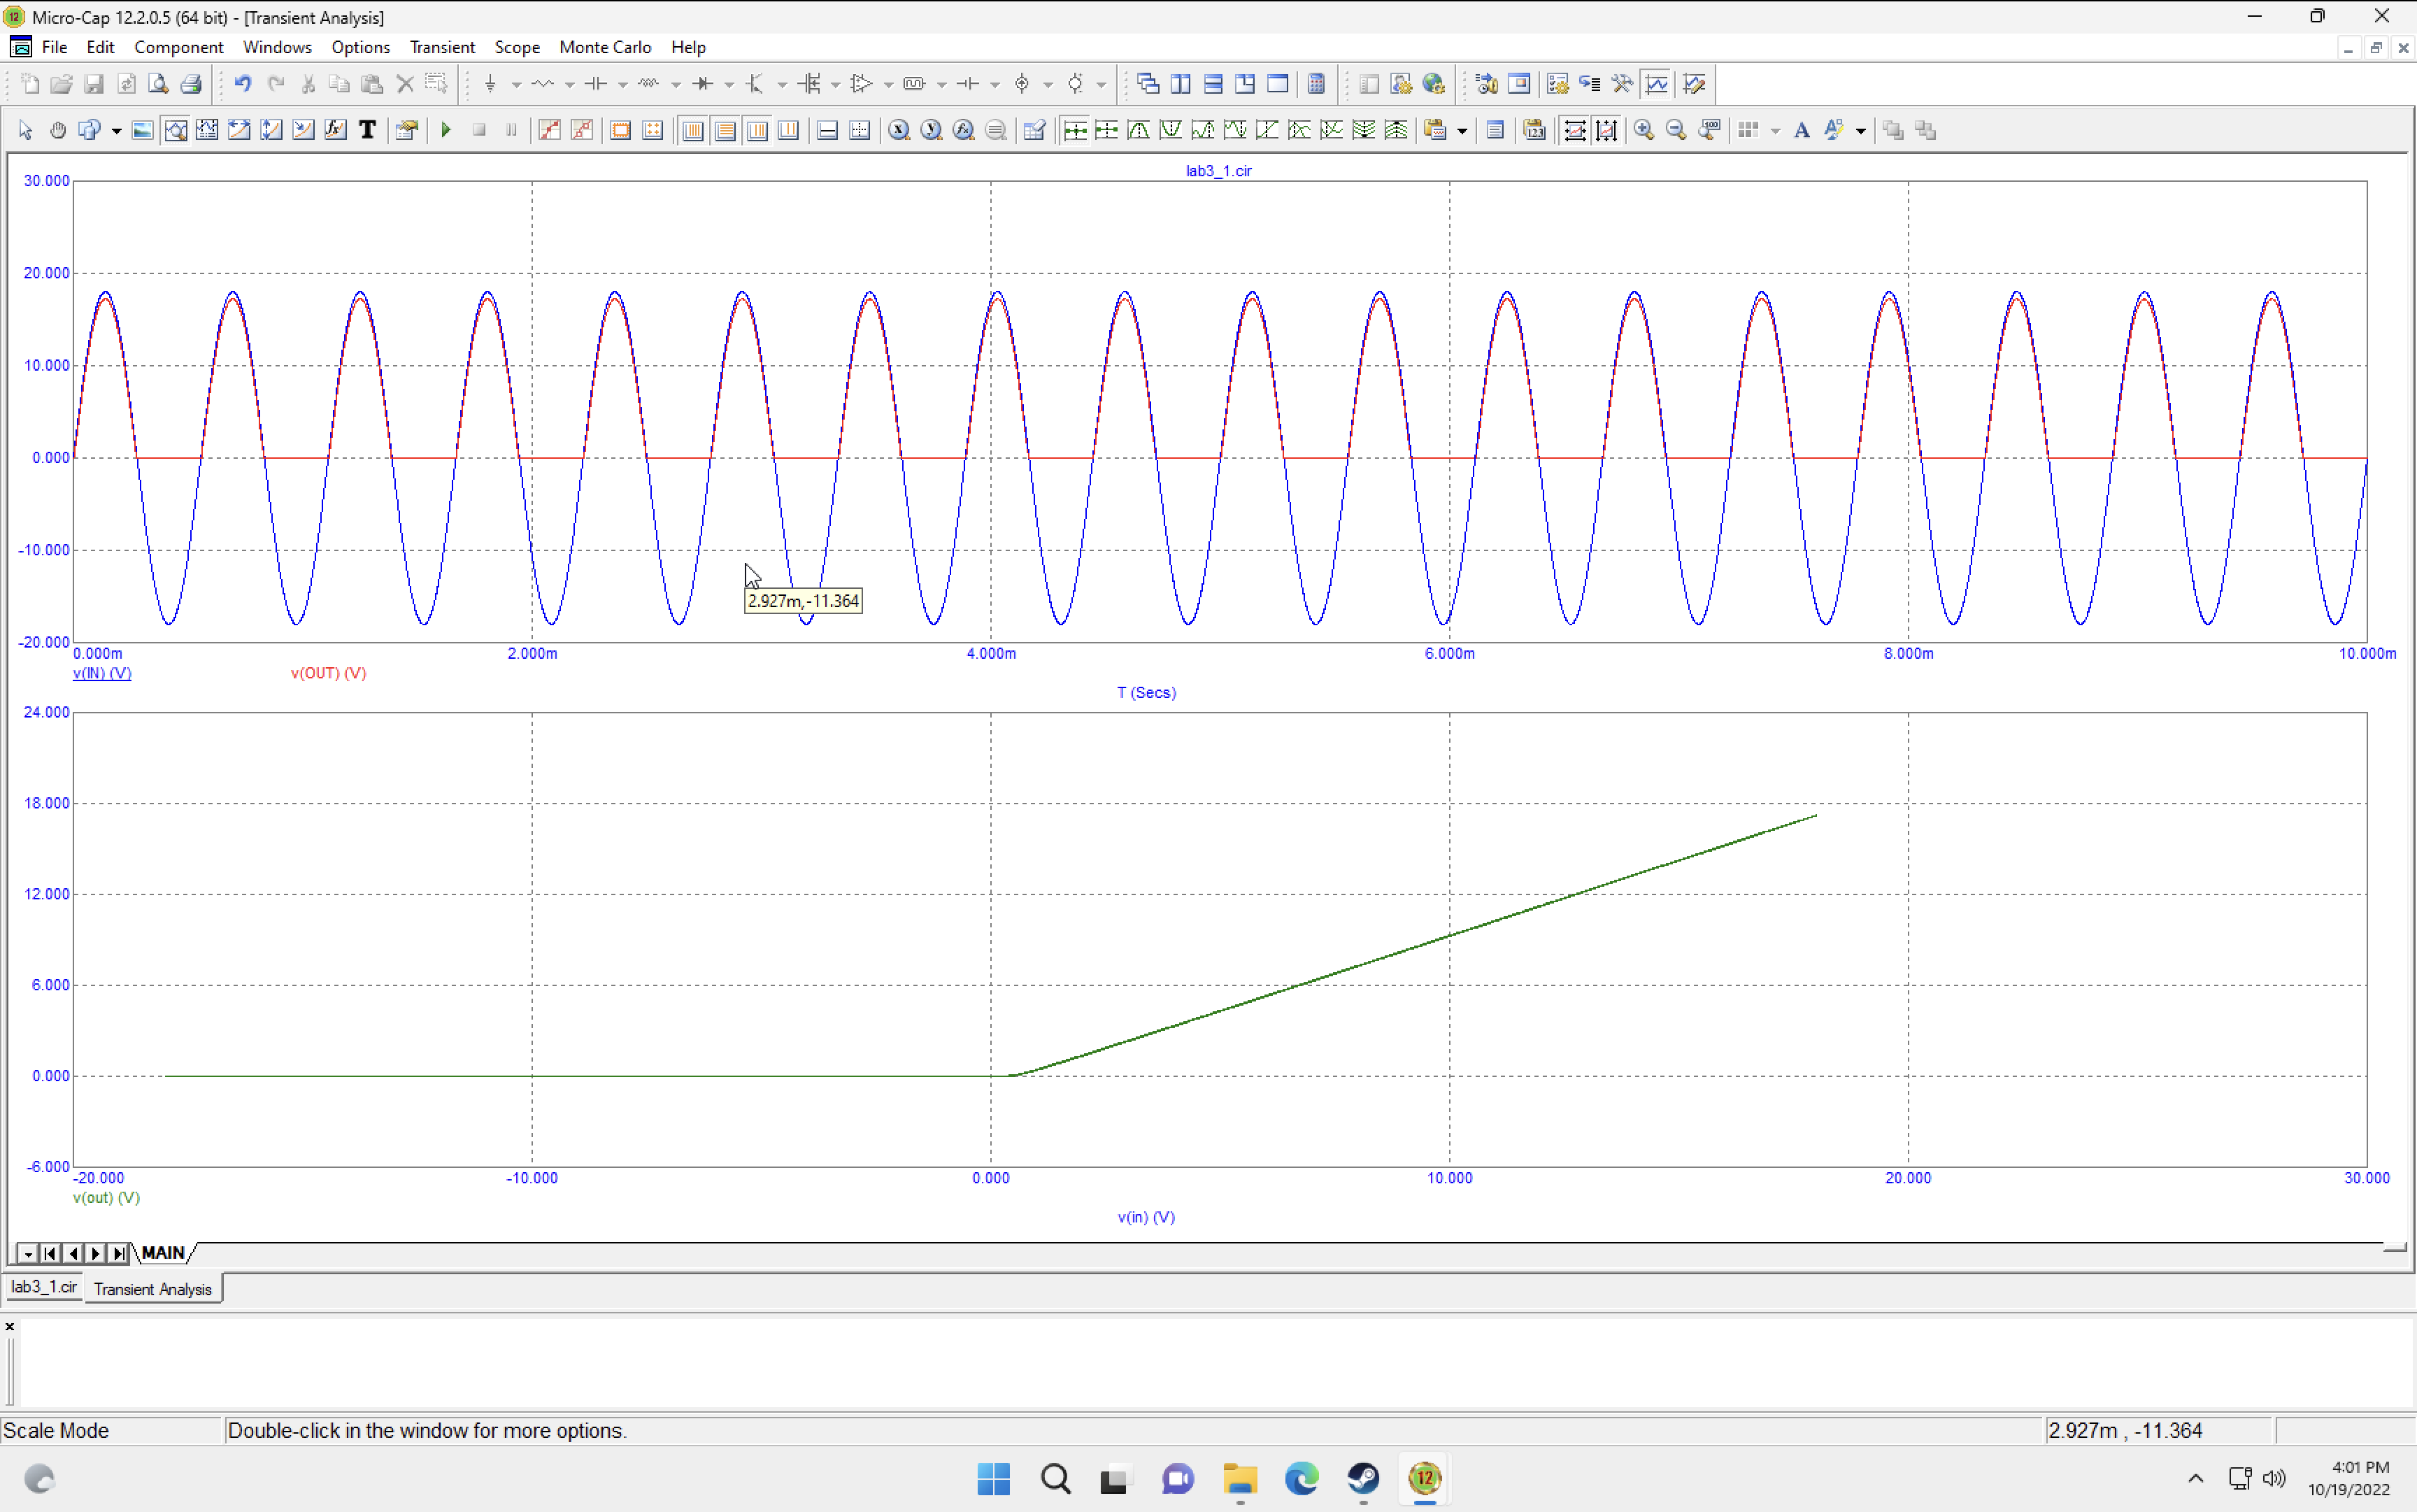 Micro-Cap 12.2.0.5 (64 bit) - [Transient Analysis]
File Edit Component Windows Options Transient Scope Monte Carlo Help
lab3_1.cir
30.000
20.000
10.000
0.000
-10.000
-20.000
2.927m,-11.364
0.000m 2.000m 4.000m 6.000m 8.000m 10.000m
v(IN) (V) v(OUT) (V)
T (Secs)
24.000
18.000
12.000
6.000
0.000
-6.000
-20.000 -10.000 0.000 10.000 20.000 30.000
v(out) (V)
v(in) (V)
MAIN
lab3_1.cir Transient Analysis
Scale Mode Double-click in the window for more options. 2.927m , -11.364
12
4:01 PM
10/19/2022